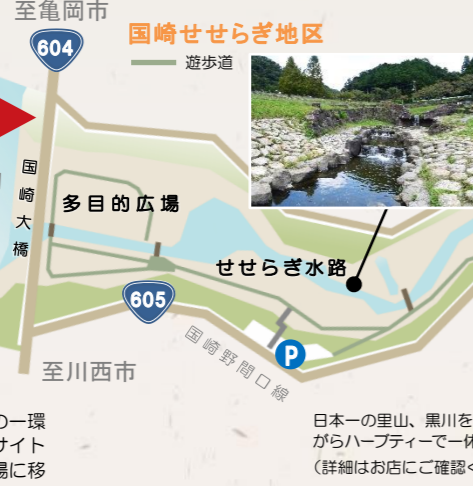 至亀岡市
604
国崎せせらぎ地区
遊歩道
国崎大橋
多目的広場
せせらぎ水路
605
国崎野間口線
P
至川西市
の一環
サイト
場に移
日本一の里山、黒川を
がらハーブティーで一休
（詳細はお店にご確認く